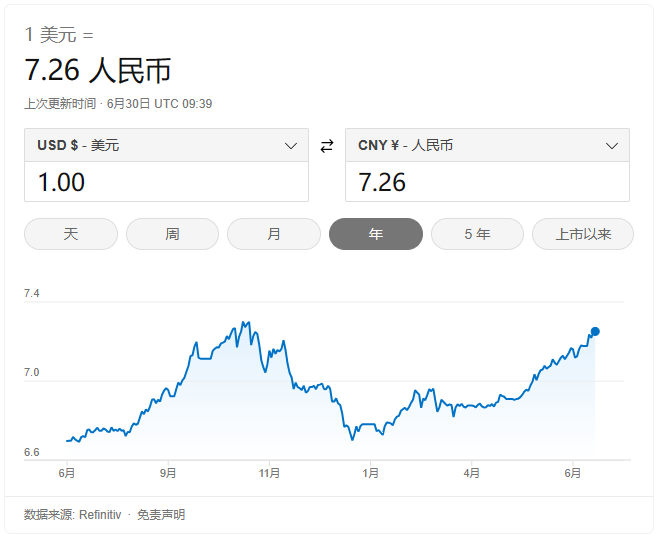 1 美元 =
7.26 人民币
上次更新时间 · 6月30日 UTC 09:39
USD $ - 美元 CNY ¥ - 人民币
1.00 7.26
天 周 月 年 5 年 上市以来
7.4
7.0
6.6
6月 9月 11月 1月 4月 6月
数据来源: Refinitiv · 免责声明